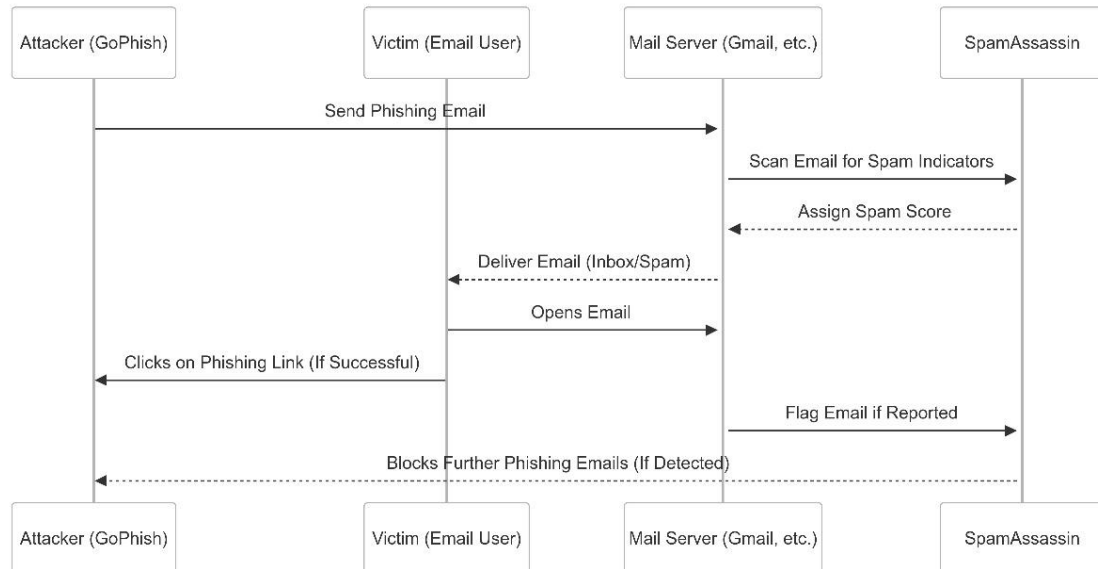 Attacker (GoPhish)
Victim (Email User)
Mail Server (Gmail, etc.)
SpamAssassin
Send Phishing Email
Scan Email for Spam Indicators
Assign Spam Score
Deliver Email (Inbox/Spam)
Opens Email
Clicks on Phishing Link (If Successful)
Flag Email if Reported
Blocks Further Phishing Emails (If Detected)
Attacker (GoPhish)
Victim (Email User)
Mail Server (Gmail, etc.)
SpamAssassin